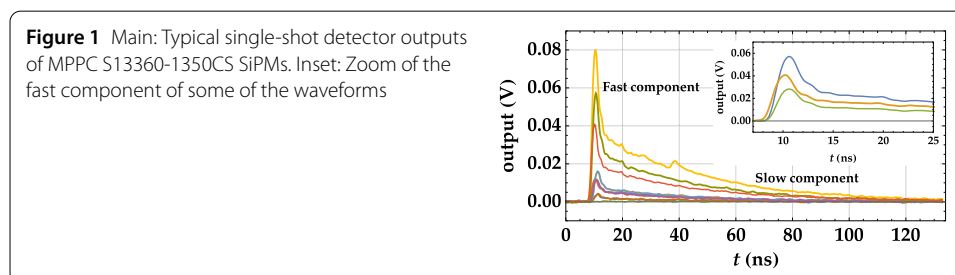 Figure 1 Main: Typical single-shot detector outputs
of MPPC S13360-1350CS SiPMs. Inset: Zoom of the
fast component of some of the waveforms
0.08
0.06
0.04
0.02
0.00
output (V)
0 20 40 60 80 100 120
t (ns)
Fast component
Slow component
0.06
0.04
0.02
0.00
output (V)
10 15 20 25
t (ns)